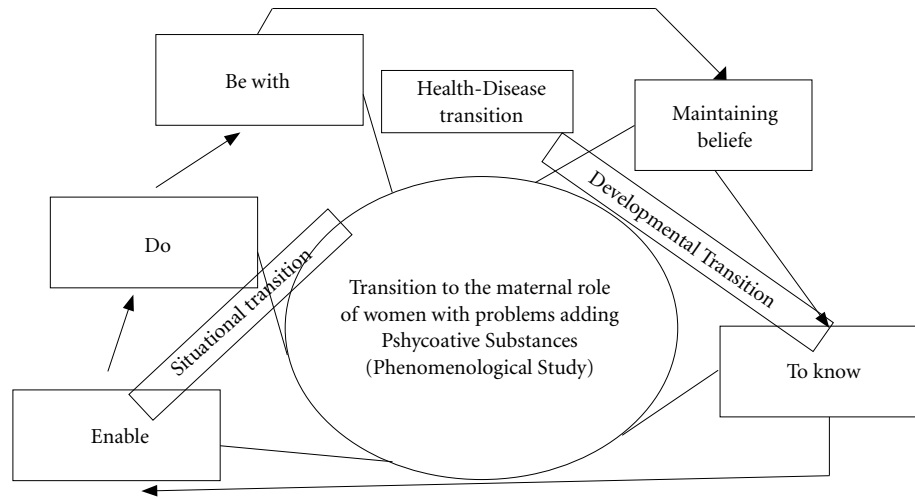 Be with
Health-Disease
transition
Maintaining
beliefe
Developmental Transition
Do
Situational transition
Transition to the maternal role
of women with problems adding
Pshycoative Substances
(Phenomenological Study)
To know
Enable